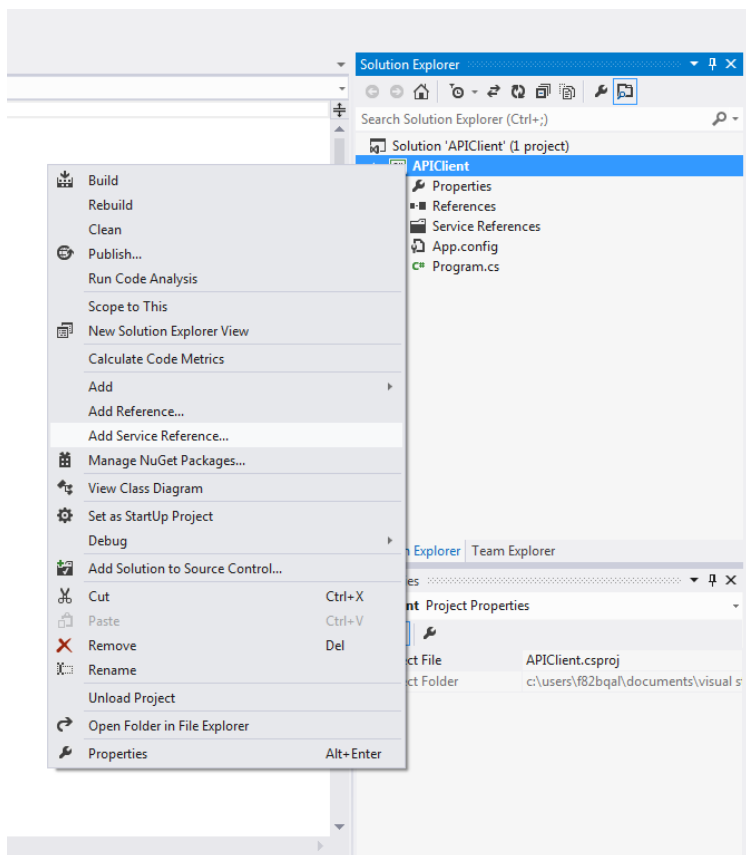 Solution Explorer
Search Solution Explorer (Ctrl+;)
Solution 'APIClient' (1 project)
APIClient
Properties
References
Service References
App.config
C# Program.cs
Build
Rebuild
Clean
Publish...
Run Code Analysis
Scope to This
New Solution Explorer View
Calculate Code Metrics
Add
Add Reference...
Add Service Reference...
Manage NuGet Packages...
View Class Diagram
Set as StartUp Project
Debug
Add Solution to Source Control...
Cut Ctrl+X
Paste Ctrl+V
Remove Del
Rename
Unload Project
Open Folder in File Explorer
Properties Alt+Enter
n Explorer Team Explorer
es
nt Project Properties
ct File APIClient.csproj
ct Folder c:\users\f82bqal\documents\visual s